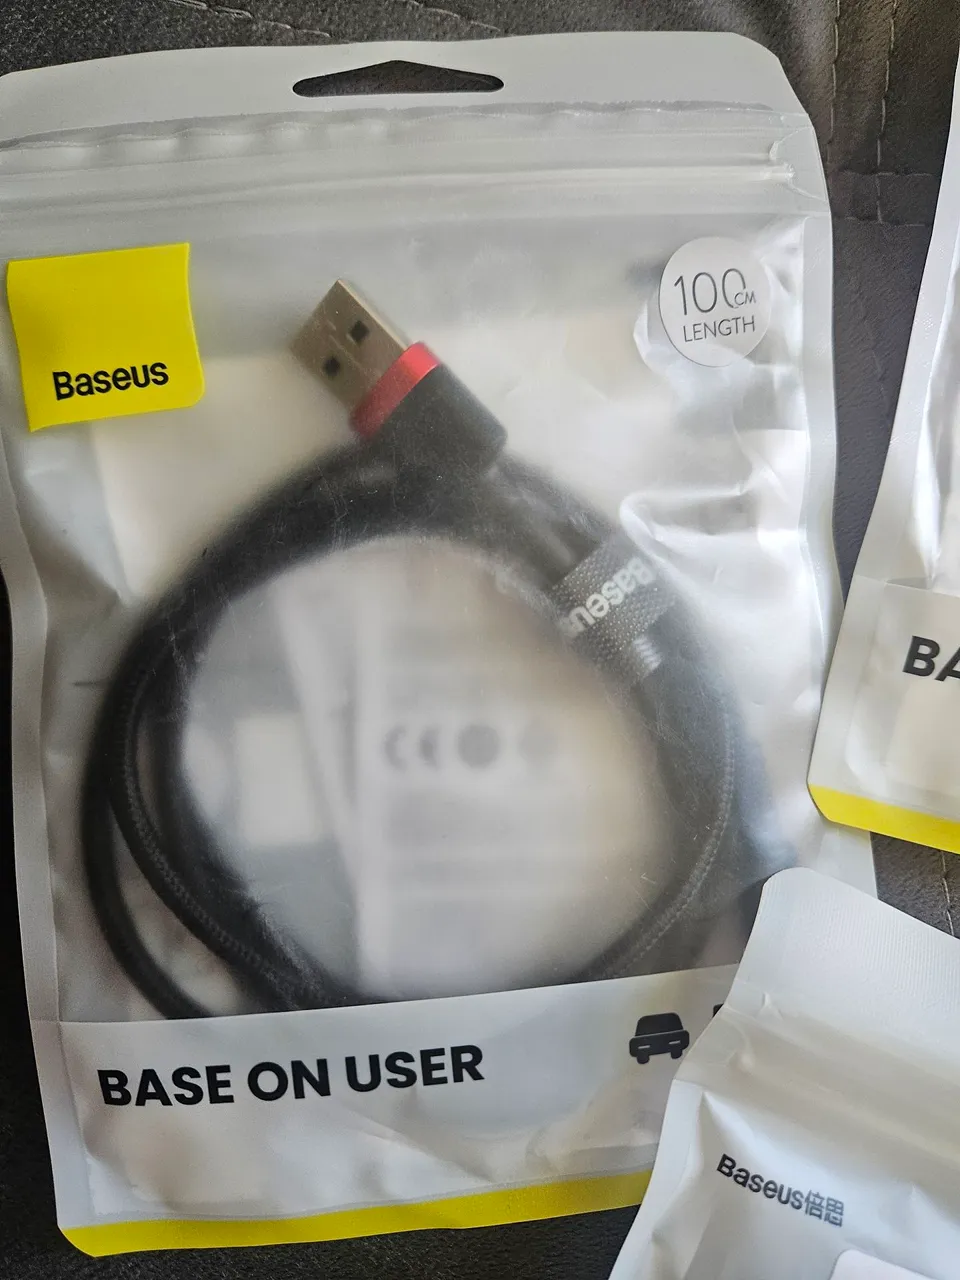 Baseus
100CM
LENGTH
Baseus
BASE ON USER
BA
Baseus倍思